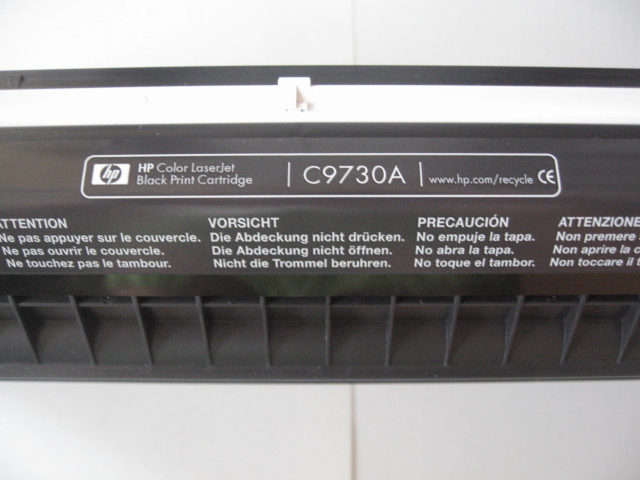 hp
HP Color LaserJet
Black Print Cartridge
C9730A
www.hp.com/recycle CE
ATTENTION
Ne pas appuyer sur le couvercle.
Ne pas ouvrir le couvercle.
Ne touchez pas le tambour.
VORSICHT
Die Abdeckung nicht drücken.
Die Abdeckung nicht öffnen.
Nicht die Trommel beruhren.
PRECAUCIÓN
No empuje la tapa.
No abra la tapa.
No toque el tambor.
ATTENZIONE
Non premere
Non aprire la
Non toccare il